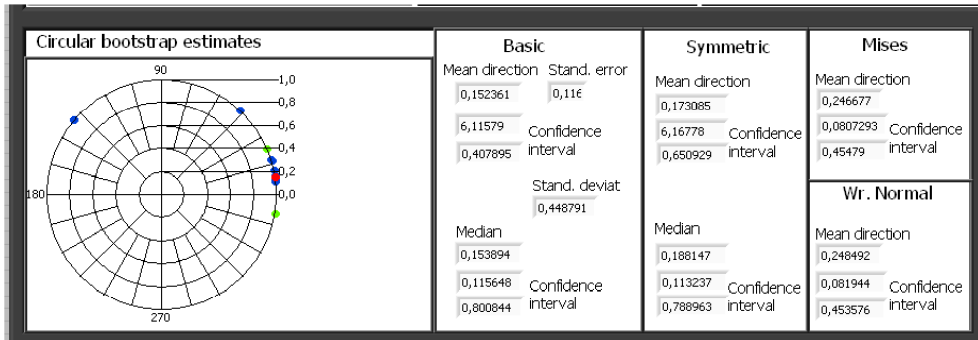 Circular bootstrap estimates
90
1,0
0,8
0,6
0,4
0,2
180
0,0
270
Basic
Mean direction Stand. error
0,152361 0,116
6,11579
Confidence
0,407895 interval
Stand. deviat
0,448791
Median
0,153894
0,115648
Confidence
0,800844 interval
Symmetric
Mean direction
0,173085
6,16778 Confidence
0,650929 interval
Median
0,188147
0,113237
Confidence
0,788963 interval
Mises
Mean direction
0,246677
0,0807293 Confidence
0,45479 interval
Wr. Normal
Mean direction
0,248492
0,081944 Confidence
0,453576 interval